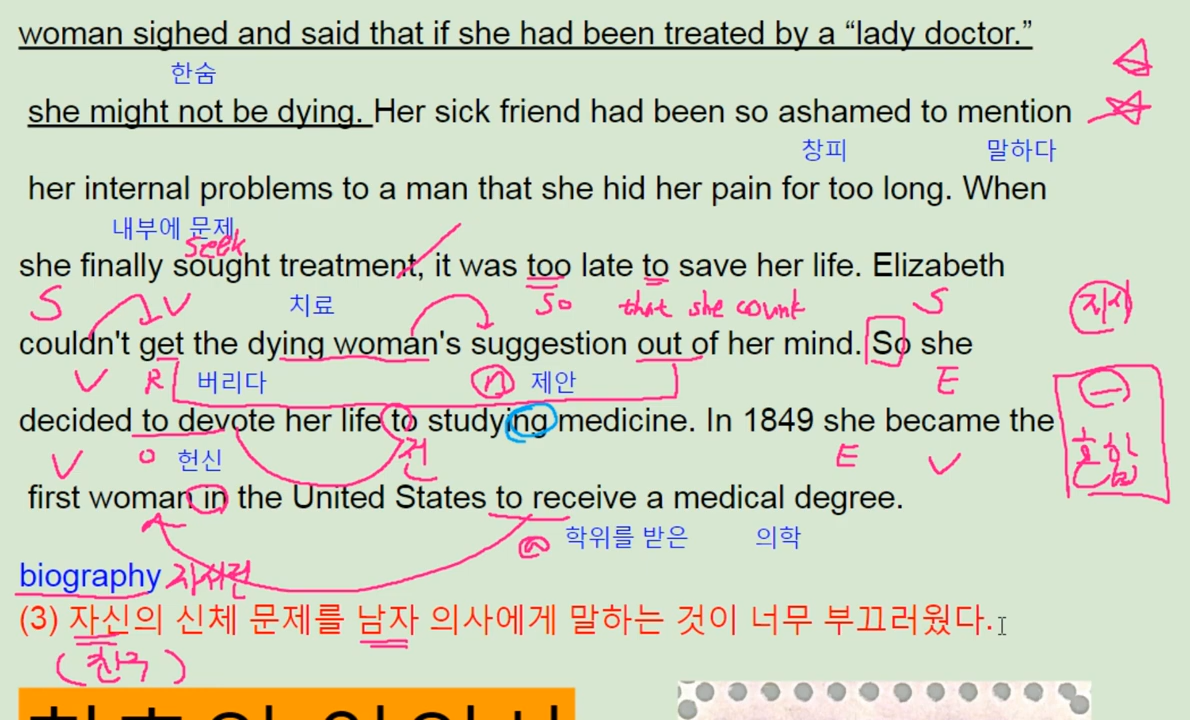 woman sighed and said that if she had been treated by a “lady doctor.”
한숨
she might not be dying. Her sick friend had been so ashamed to mention
창피 말하다
her internal problems to a man that she hid her pain for too long. When
내부에 문제
seek
she finally sought treatment, it was too late to save her life. Elizabeth
S V 치료 so that she count S 지시
couldn't get the dying woman's suggestion out of her mind. So she
V R 버리다 n 제안 E
decided to devote her life to studying medicine. In 1849 she became the
V o 헌신 전 E V 혼합
first woman in the United States to receive a medical degree.
학위를 받은 의학
biography
(3) 자신의 신체 문제를 남자 의사에게 말하는 것이 너무 부끄러웠다.
(친구)